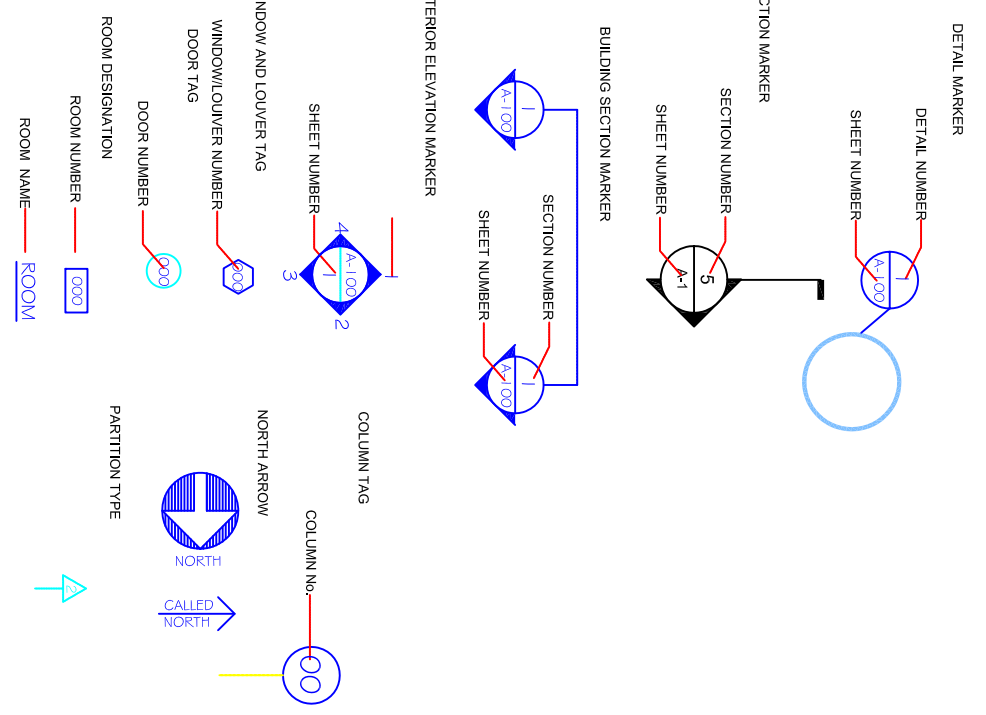 DETAIL MARKER
DETAIL NUMBER
1
A-100
SHEET NUMBER
CTION MARKER
SECTION NUMBER
5
A-1
SHEET NUMBER
BUILDING SECTION MARKER
1
A-100
SECTION NUMBER
1
A-100
SHEET NUMBER
TERIOR ELEVATION MARKER
1
4
A-100
1
2
3
SHEET NUMBER
NDOW AND LOUVER TAG
WINDOW/LOUIVER NUMBER
000
DOOR TAG
DOOR NUMBER
000
ROOM DESIGNATION
ROOM NUMBER
000
ROOM NAME
ROOM
COLUMN TAG
COLUMN No.
00
NORTH ARROW
NORTH
CALLED
NORTH
PARTITION TYPE
2